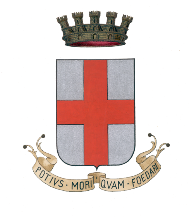 POTIVS · MORI QVAM · FOEDARI